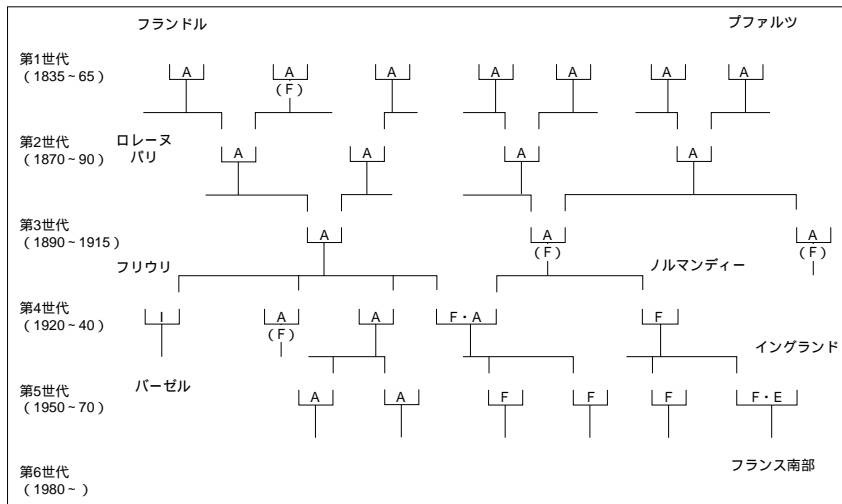 フランドル　プファルツ
第1世代
（1835～65）
A　A　A　A　A　A　A
（F）
ロレーヌ
パリ
第2世代
（1870～90）
A　A　A　A
第3世代
（1890～1915）
A　A　A
（F）　（F）
フリウリ　ノルマンディー
第4世代
（1920～40）
I　A　A　F・A　F
（F）
イングランド
バーゼル
第5世代
（1950～70）
A　A　F　F　F　F・E
フランス南部
第6世代
（1980～ ）